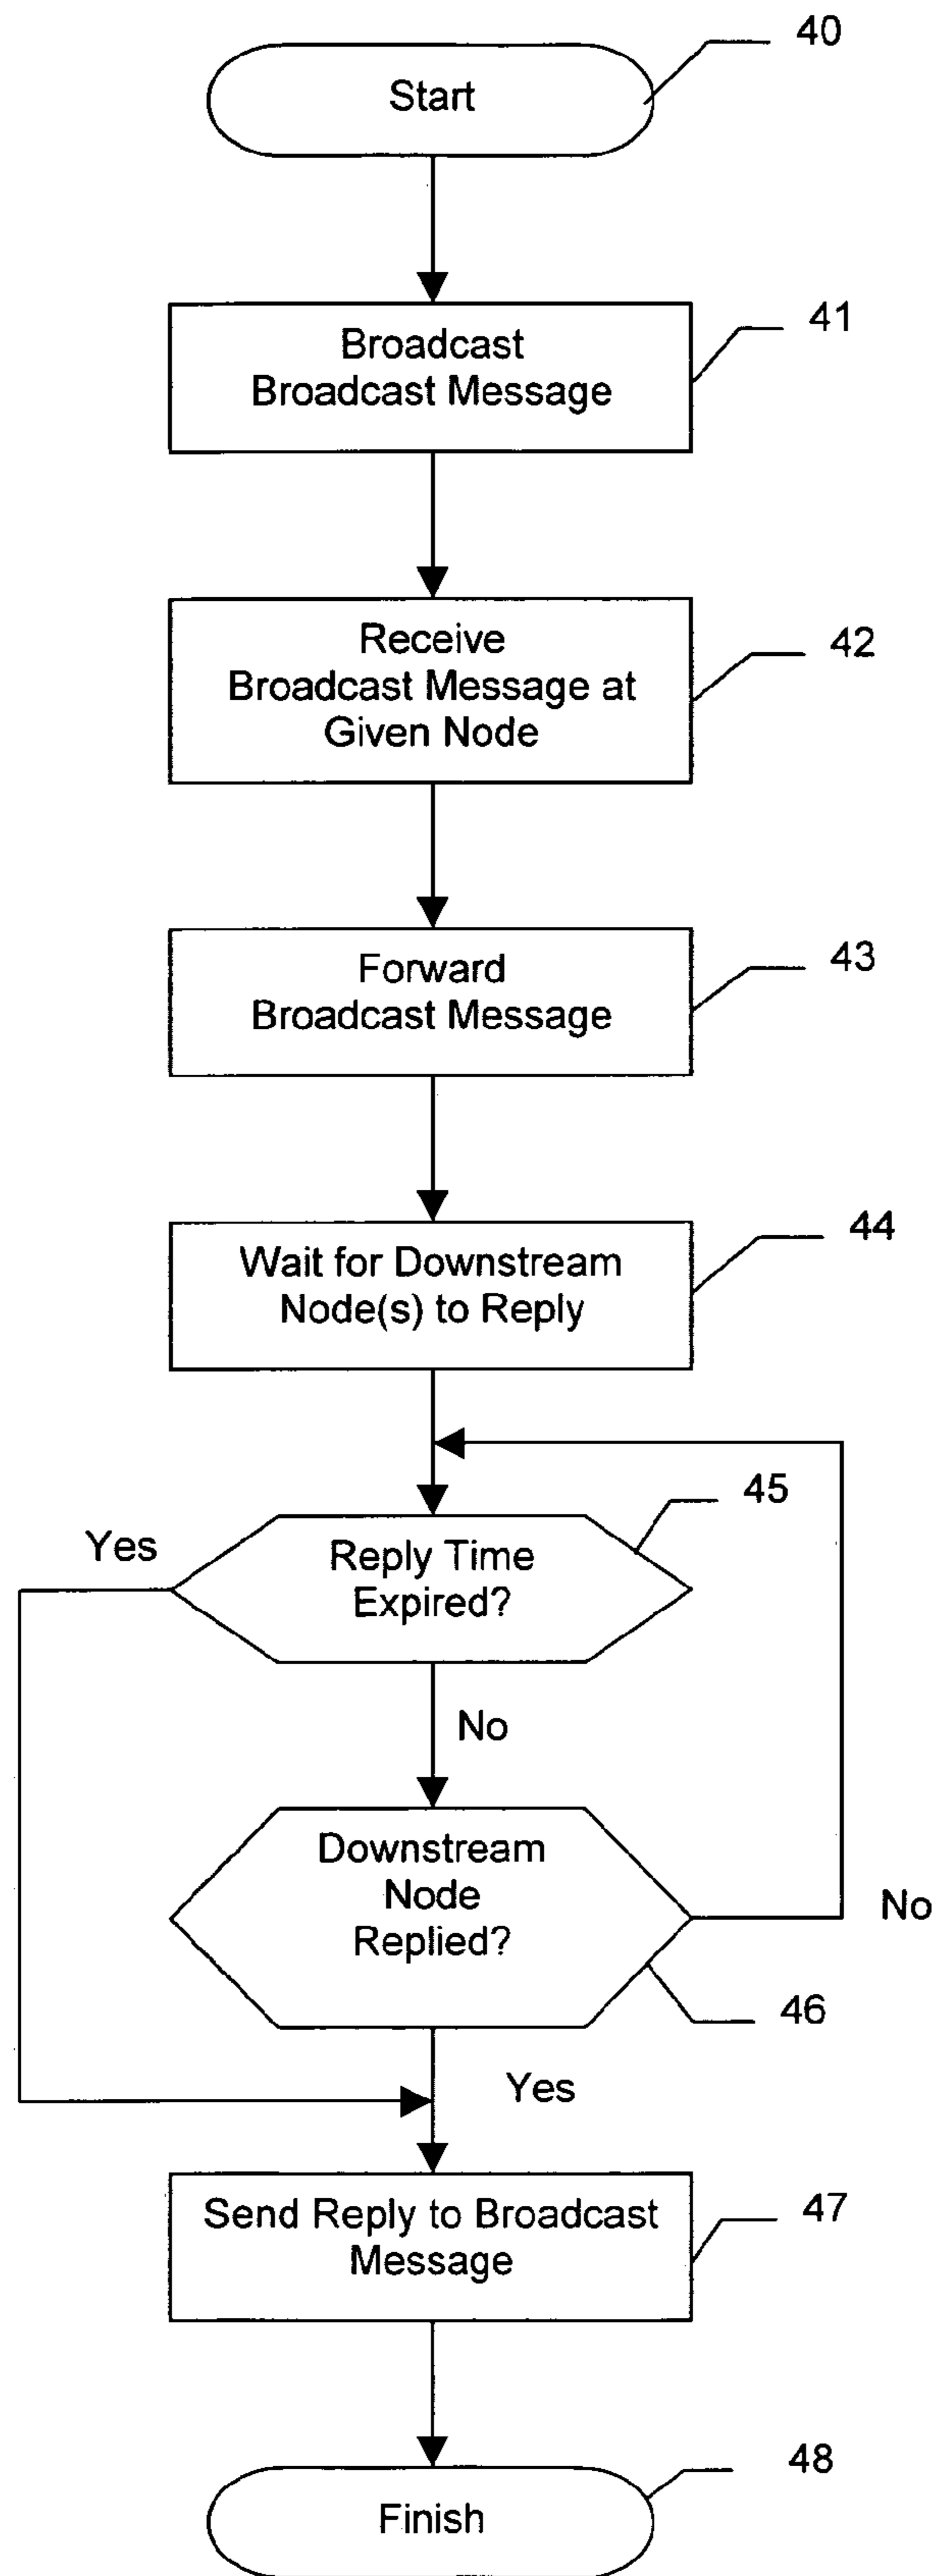 40
Start
41
Broadcast
Broadcast Message
42
Receive
Broadcast Message at
Given Node
43
Forward
Broadcast Message
44
Wait for Downstream
Node(s) to Reply
45
Yes
Reply Time
Expired?
No
Downstream
Node
Replied?
No
46
Yes
47
Send Reply to Broadcast
Message
48
Finish